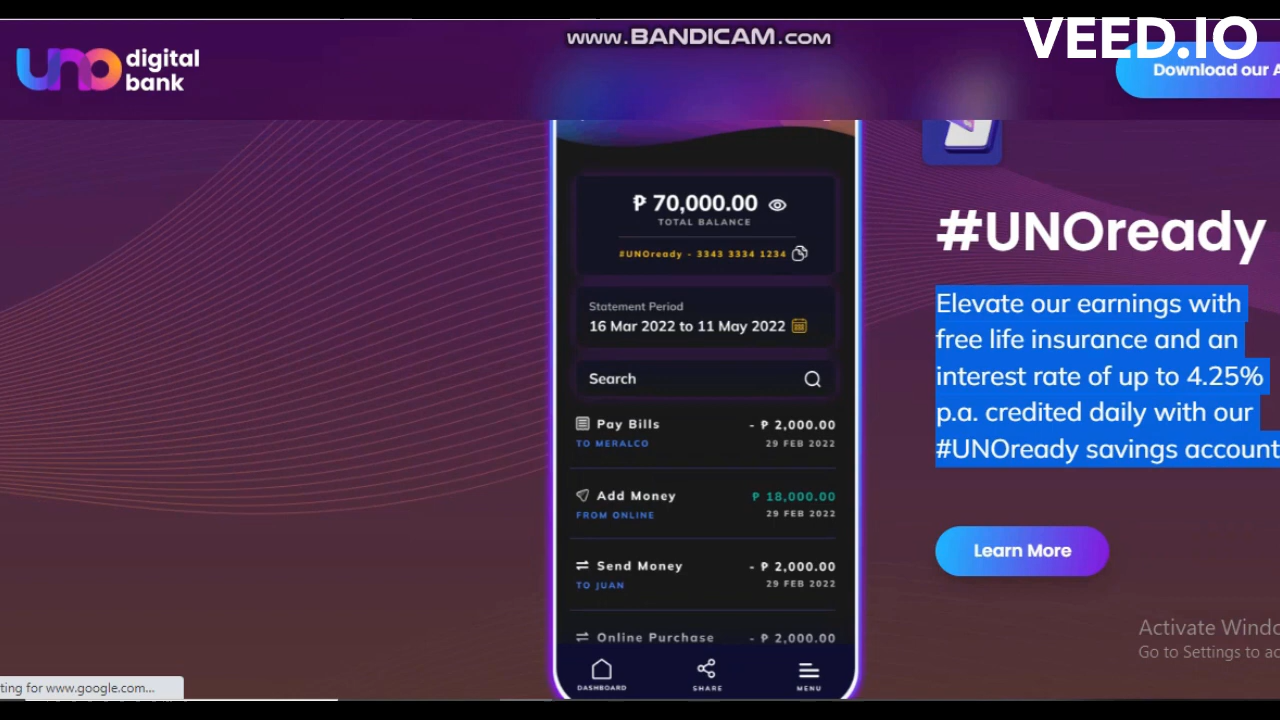 www.BANDICAM.com
VEED.IO
uno digital bank
Download our A
₱ 70,000.00
TOTAL BALANCE
#UNOready - 3343 3334 1234
Statement Period
16 Mar 2022 to 11 May 2022
Search
Pay Bills - ₱ 2,000.00
TO MERALCO 29 FEB 2022
Add Money ₱ 18,000.00
FROM ONLINE 29 FEB 2022
Send Money - ₱ 2,000.00
TO JUAN 29 FEB 2022
Online Purchase - ₱ 2,000.00
DASHBOARD SHARE MENU
#UNOready
Elevate our earnings with
free life insurance and an
interest rate of up to 4.25%
p.a. credited daily with our
#UNOready savings account
Learn More
Activate Windo
Go to Settings to ac
ting for www.google.com...